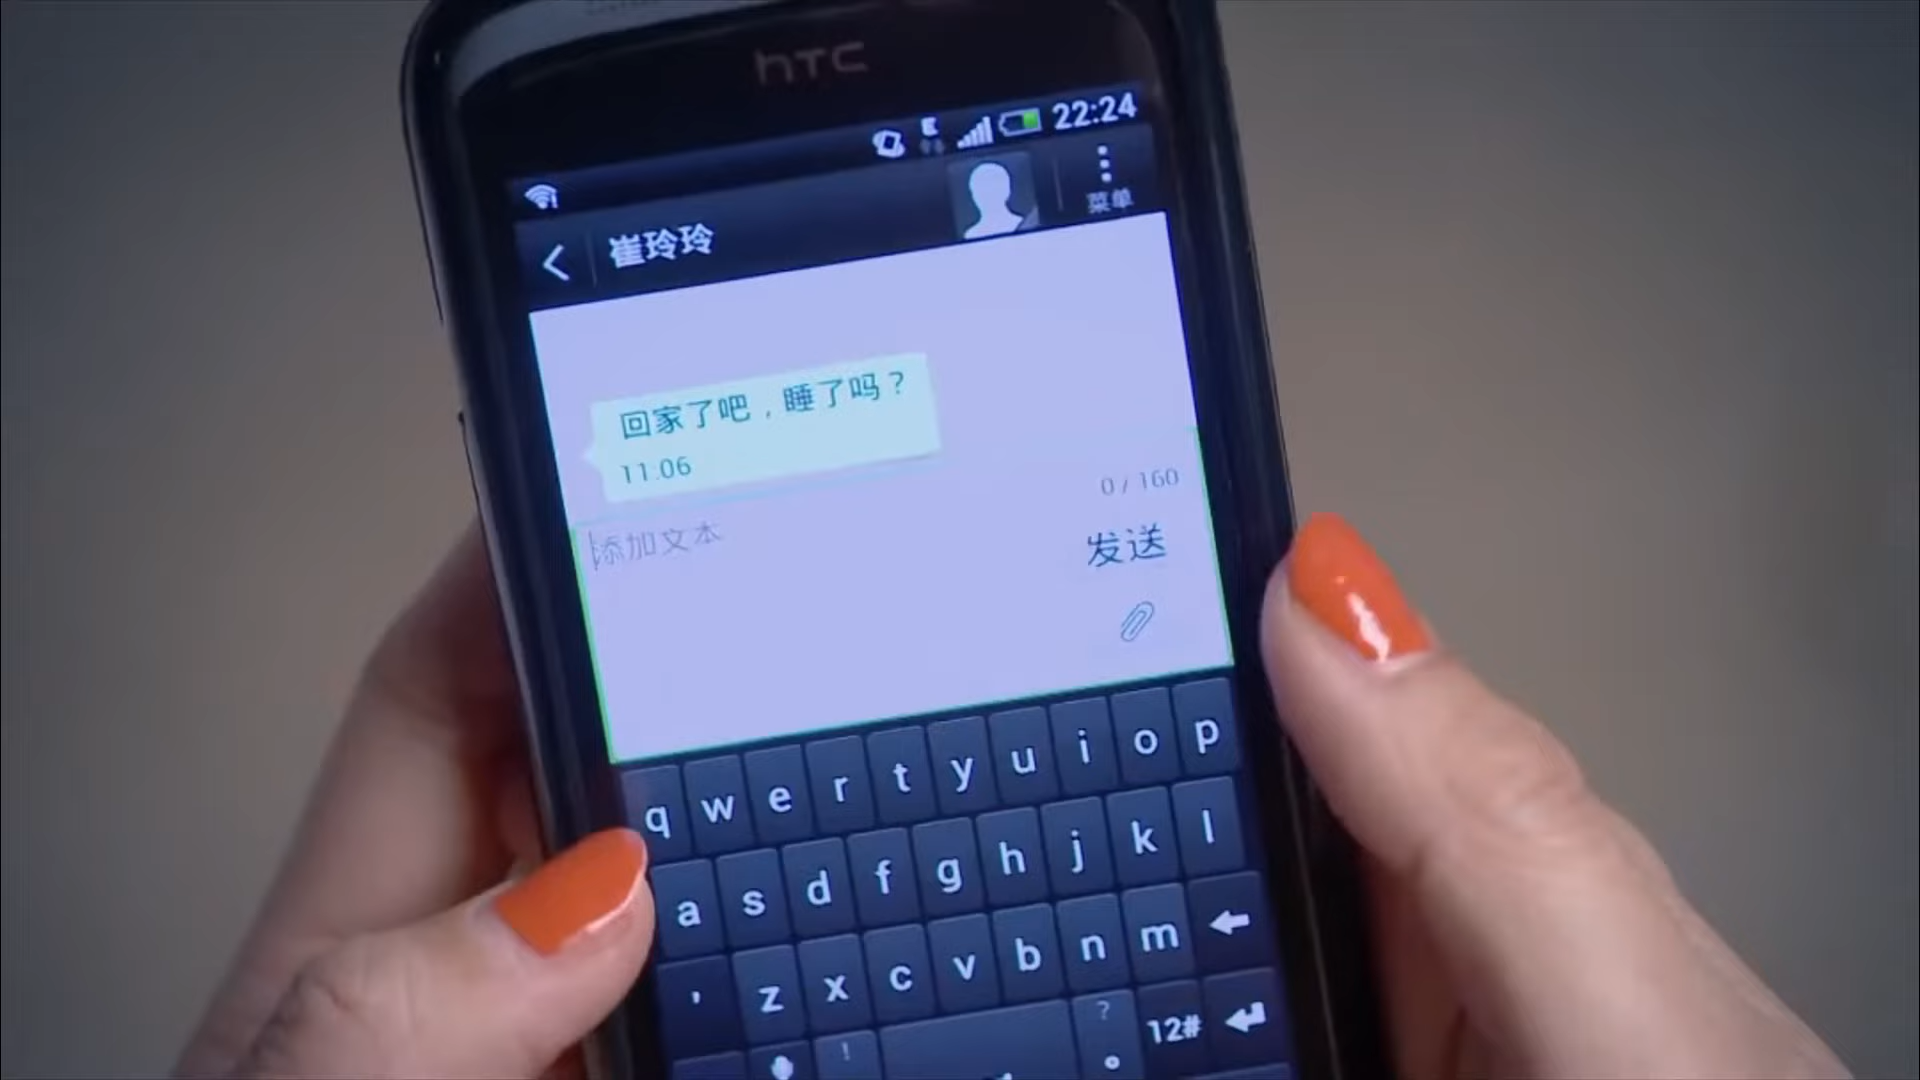 hTC
22:24
崔玲玲
菜单
回家了吧，睡了吗？
11:06
0 / 160
添加文本
发送
q w e r t y u i o p
a s d f g h j k l
' z x c v b n m
! ? 12#